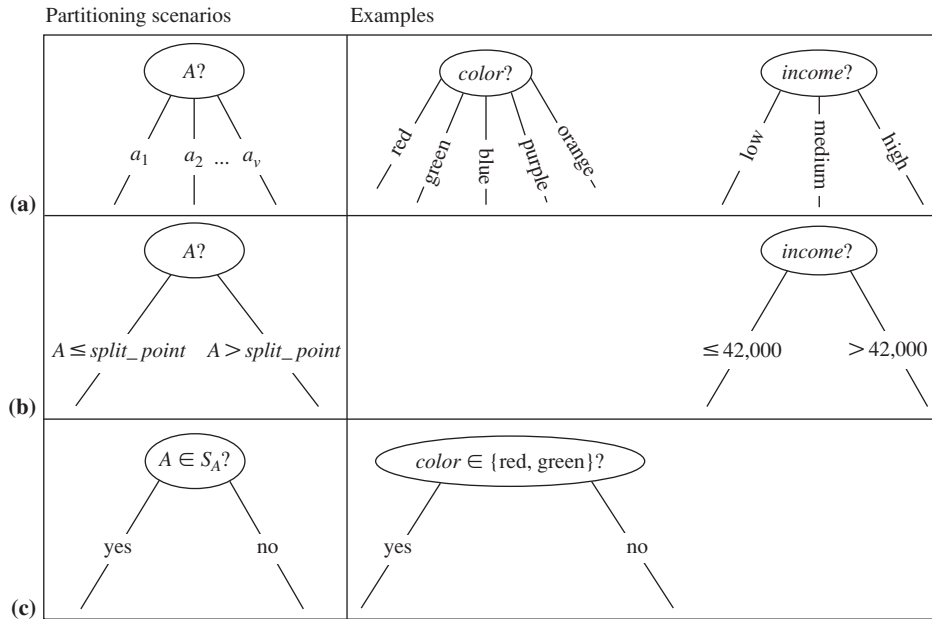 Partitioning scenarios Examples
A? color? income?
a1 a2 ... av red green blue purple orange low medium high
(a)
A? income?
A ≤ split_point A > split_point ≤ 42,000 > 42,000
(b)
A ∈ SA? color ∈ {red, green}?
yes no yes no
(c)